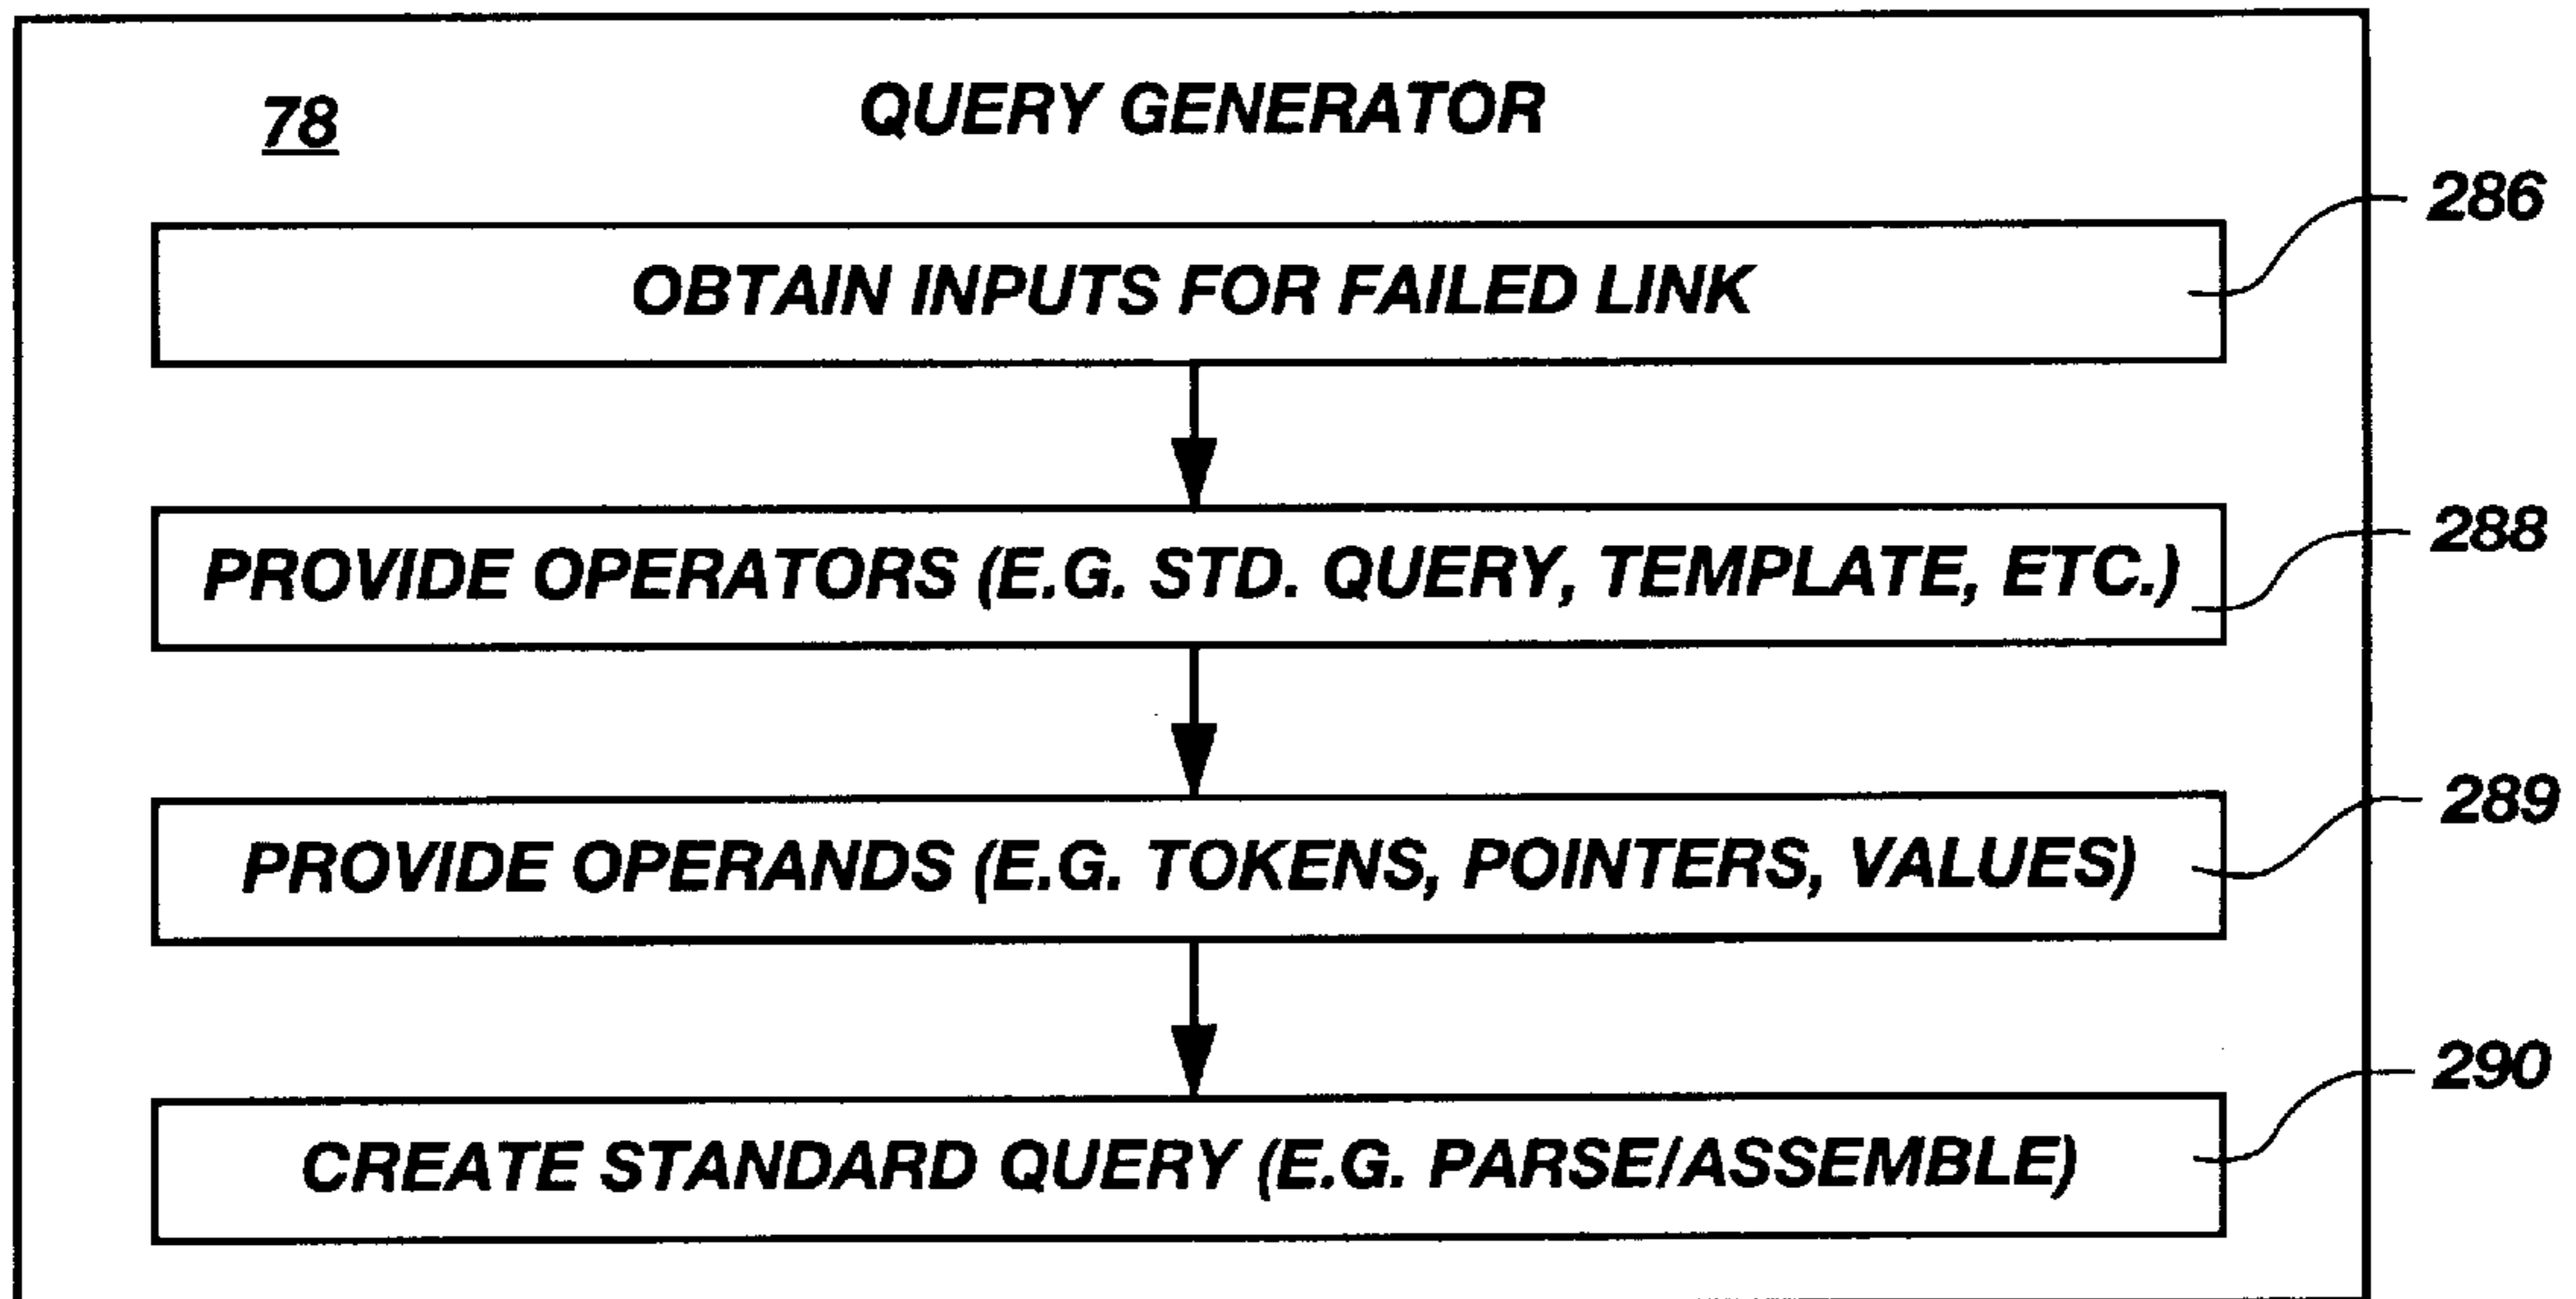 78
QUERY GENERATOR
286
OBTAIN INPUTS FOR FAILED LINK
288
PROVIDE OPERATORS (E.G. STD. QUERY, TEMPLATE, ETC.)
289
PROVIDE OPERANDS (E.G. TOKENS, POINTERS, VALUES)
290
CREATE STANDARD QUERY (E.G. PARSE/ASSEMBLE)